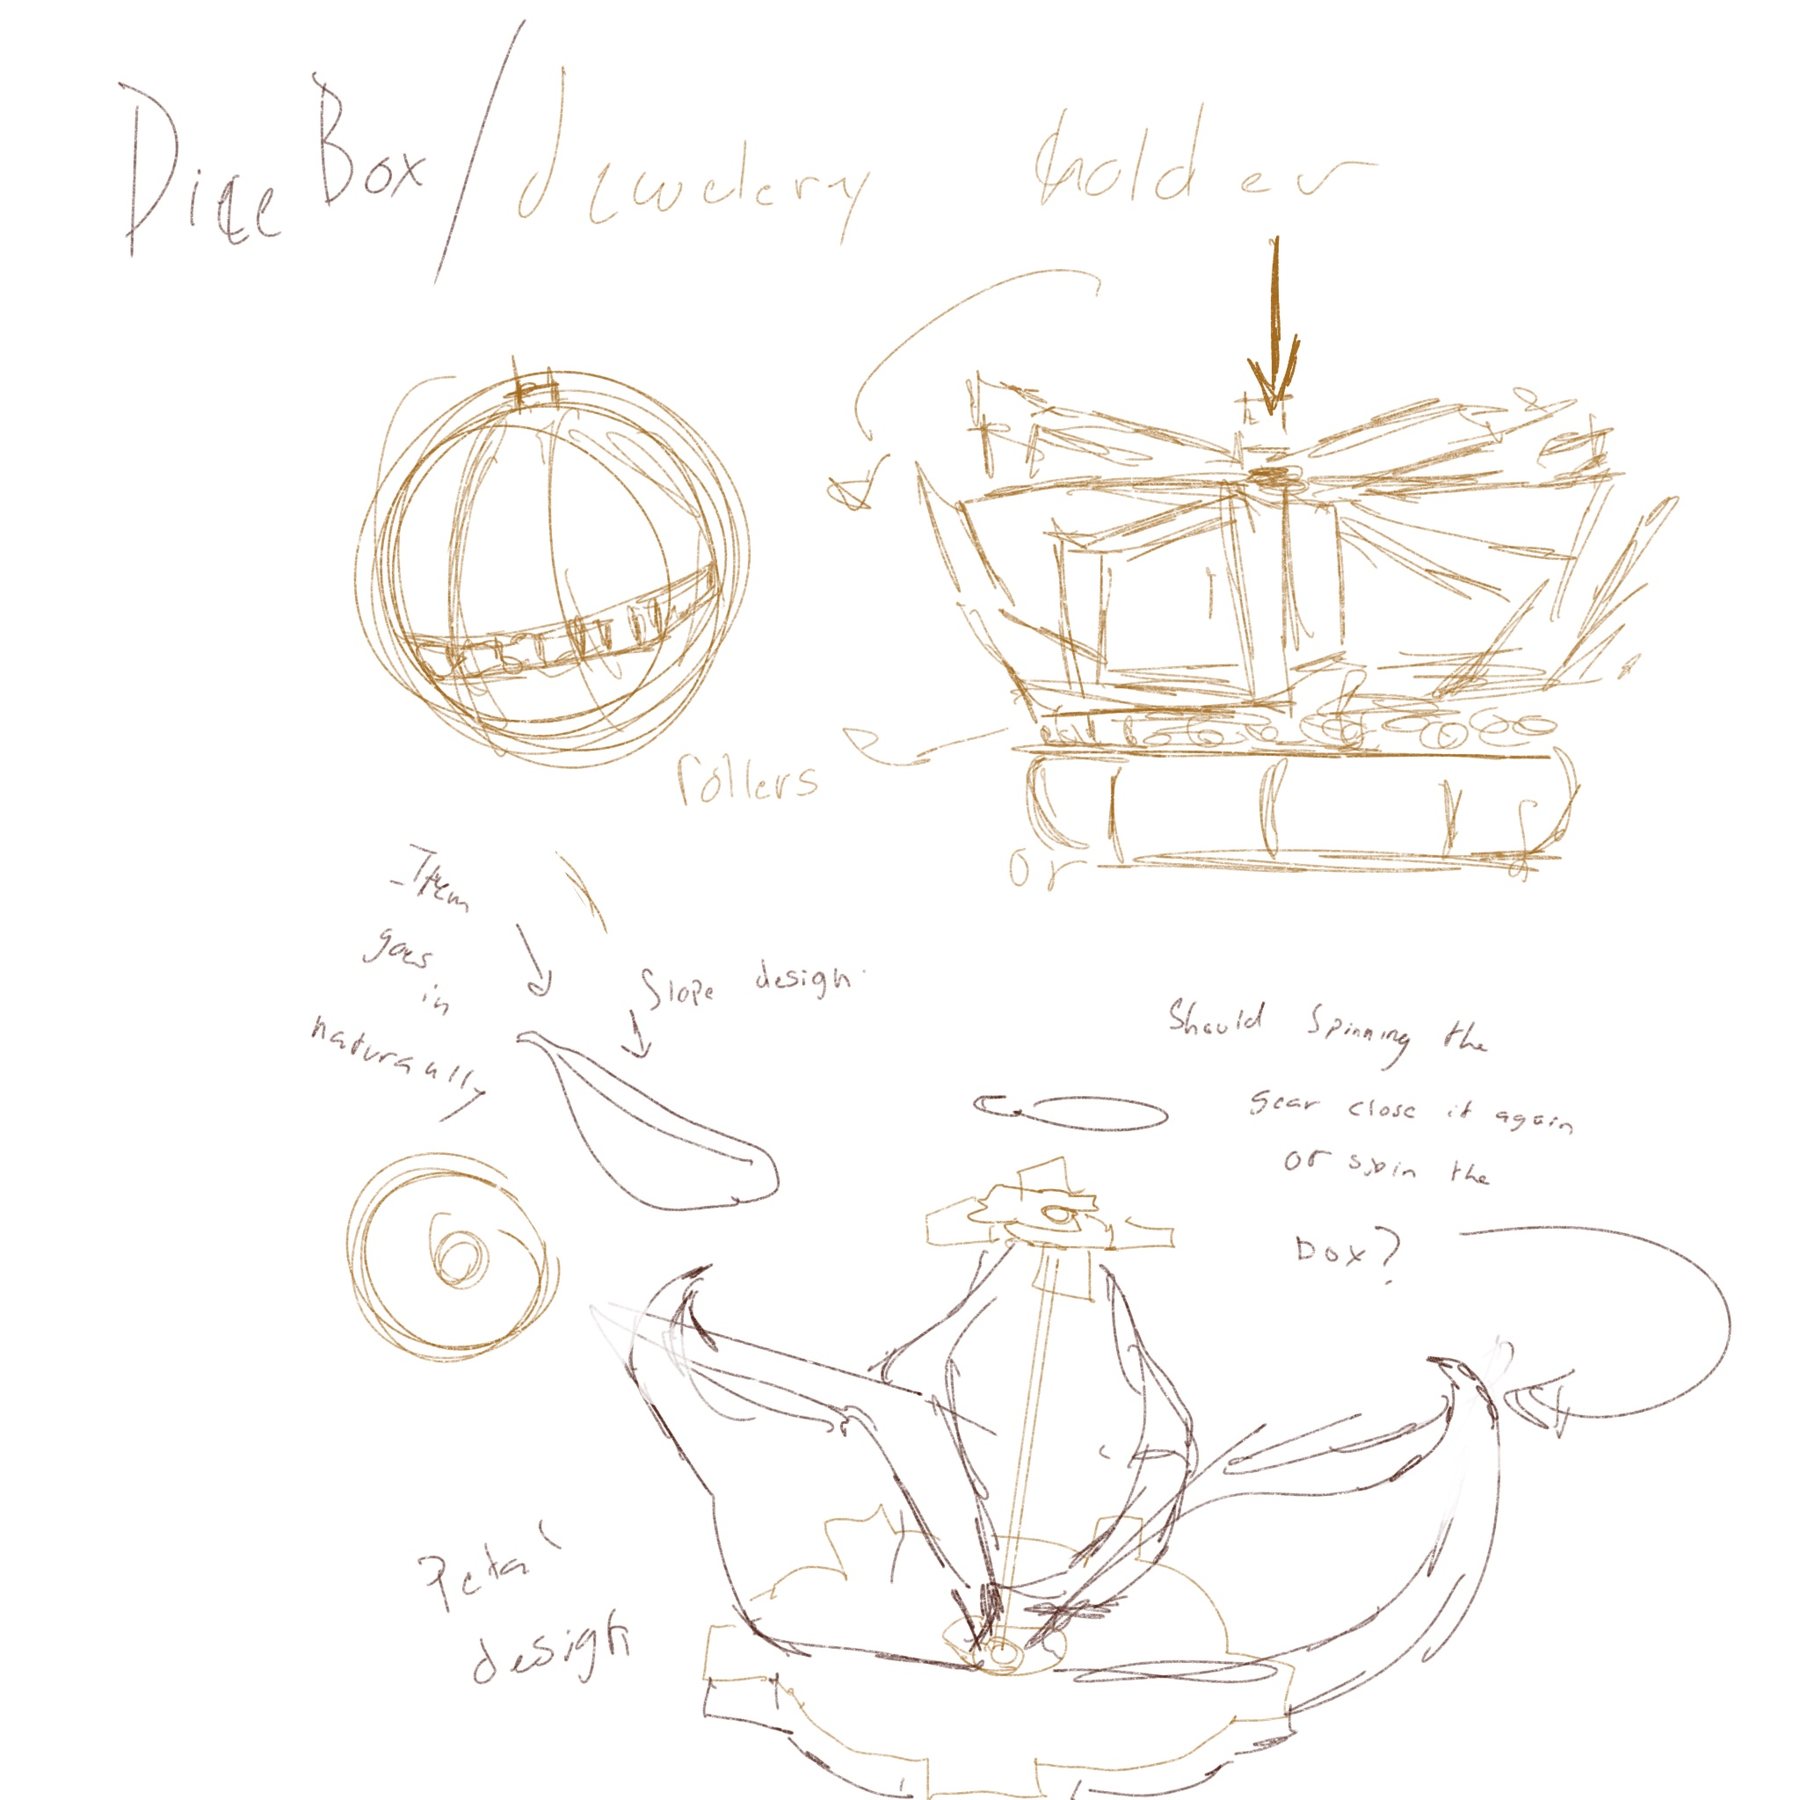 Dice Box / Jewelery holder
rollers
or
Item
goes
in
naturaully
Slope design
Should Spinning the
gear close it again
or spin the
box?
Petal
design